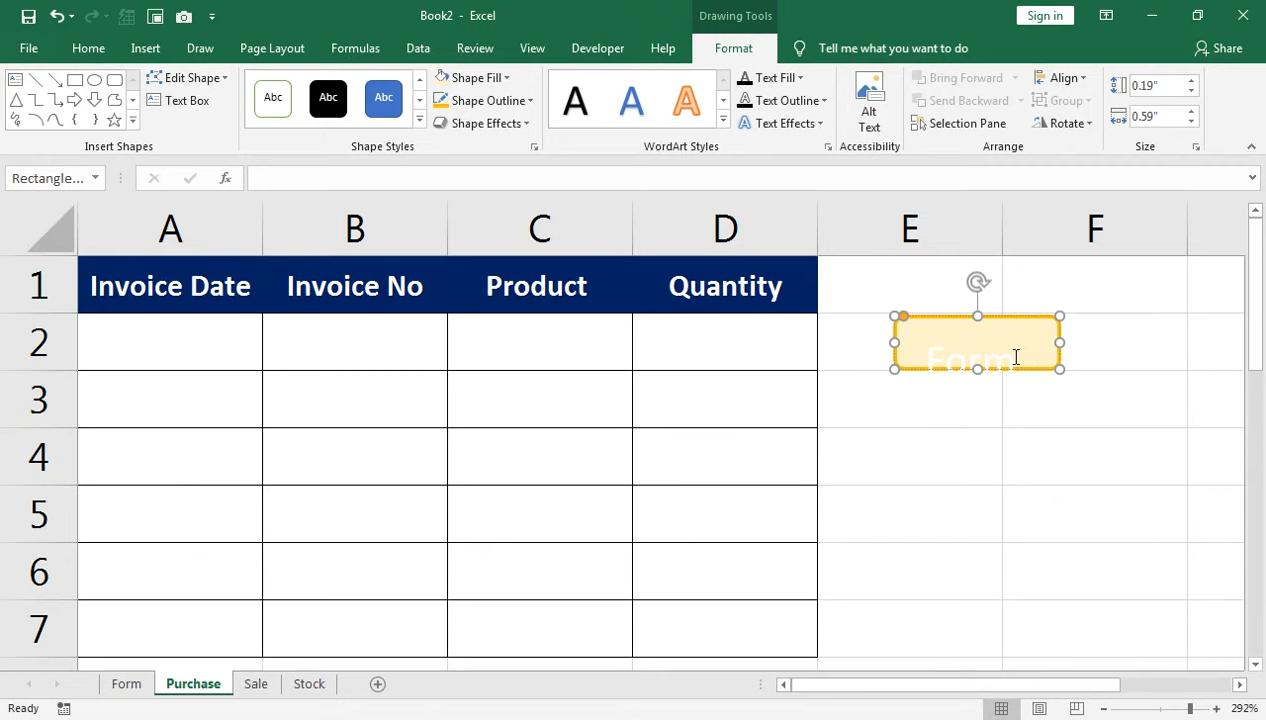 Book2 - Excel
Drawing Tools
Sign in
File Home Insert Draw Page Layout Formulas Data Review View Developer Help Format Tell me what you want to do Share
Edit Shape
Text Box
Insert Shapes
Abc Abc Abc
Shape Fill
Shape Outline
Shape Effects
Shape Styles
A A A
Text Fill
Text Outline
Text Effects
WordArt Styles
Alt
Text
Accessibility
Bring Forward
Send Backward
Selection Pane
Align
Group
Rotate
Arrange
0.19"
0.59"
Size
Rectangle... fx
A B C D E F
1 Invoice Date Invoice No Product Quantity
2 Form
3
4
5
6
7
Form Purchase Sale Stock
Ready 292%